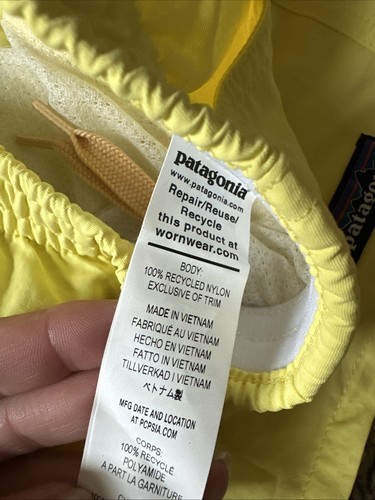 patagonia
www.patagonia.com
Repair/Reuse/
Recycle
this product at
wornwear.com
BODY:
100% RECYCLED NYLON
EXCLUSIVE OF TRIM
MADE IN VIETNAM
FABRIQUÉ AU VIETNAM
HECHO EN VIETNAM
FATTO IN VIETNAM
TILLVERKAD I VIETNAM
ベトナム製
MFG DATE AND LOCATION
AT PCPSIA.COM
CORPS:
100% RECYCLE
POLYAMIDE
A PART LA GARNITURE
patagonia